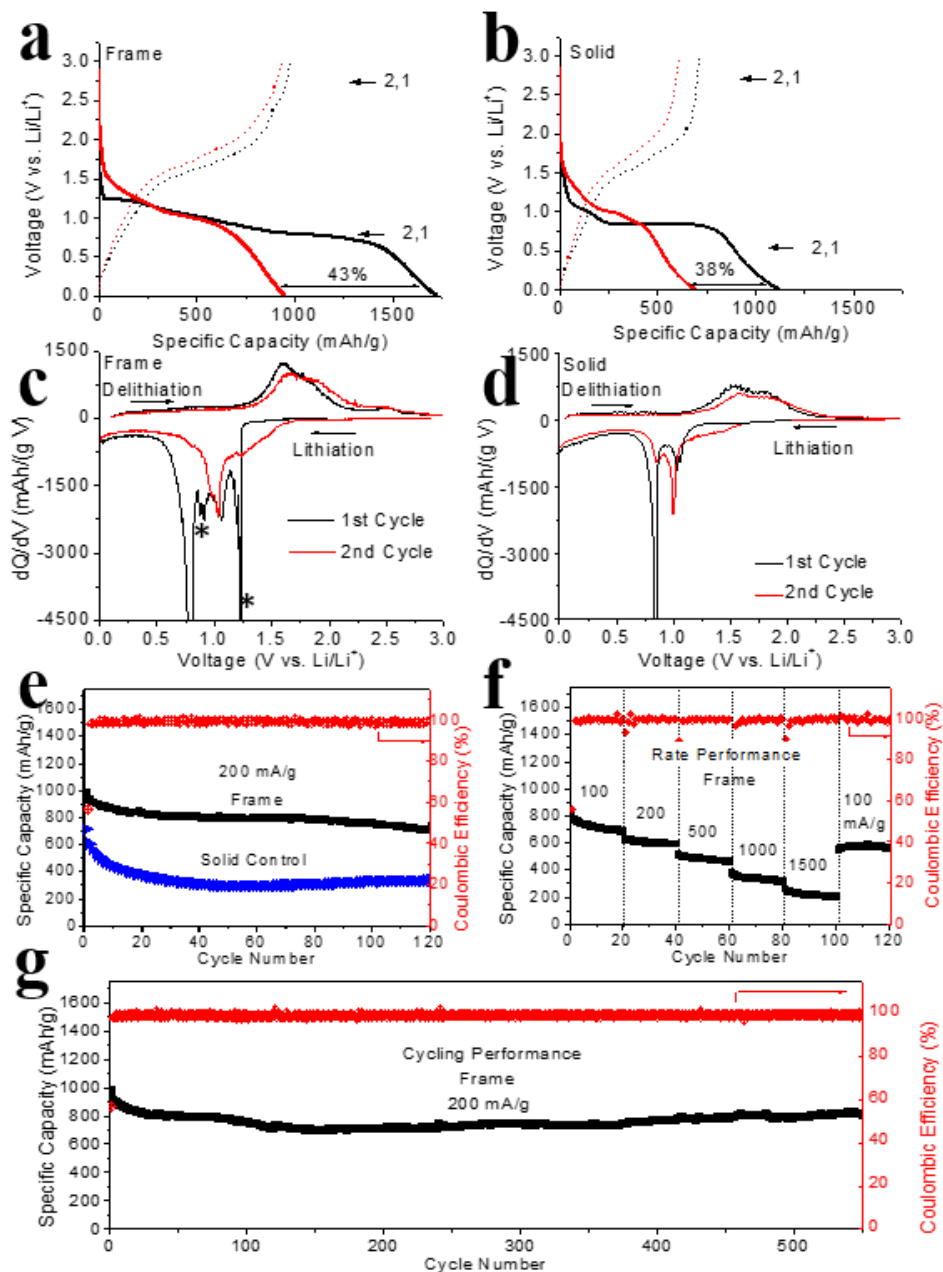 a
Frame
3.0
2.5
2.0
1.5
1.0
0.5
0.0
Voltage (V vs. Li/Li⁺)
2,1
2,1
43%
0 500 1000 1500
Specific Capacity (mAh/g)
b
Solid
3.0
2.5
2.0
1.5
1.0
0.5
0.0
Voltage (V vs. Li/Li⁺)
2,1
2,1
38%
0 500 1000 1500
Specific Capacity (mAh/g)
c
Frame
Delithiation
Lithiation
1500
0
-1500
-3000
-4500
dQ/dV (mAh/(g V)
*
*
1st Cycle
2nd Cycle
0.0 0.5 1.0 1.5 2.0 2.5 3.0
Voltage (V vs. Li/Li⁺)
d
Solid
Delithiation
Lithiation
1500
0
-1500
-3000
-4500
dQ/dV (mAh/(g V)
1st Cycle
2nd Cycle
0.0 0.5 1.0 1.5 2.0 2.5 3.0
Voltage (V vs. Li/Li⁺)
e
1600
1400
1200
1000
800
600
400
200
0
Specific Capacity (mAh/g)
200 mA/g
Frame
Solid Control
100
80
60
40
20
0
Coulombic Efficiency (%)
0 20 40 60 80 100 120
Cycle Number
f
1600
1400
1200
1000
800
600
400
200
0
Specific Capacity (mAh/g)
Rate Performance
Frame
100
200
500
1000
1500
100
mA/g
100
80
60
40
20
0
Coulombic Efficiency (%)
0 20 40 60 80 100 120
Cycle Number
g
1600
1400
1200
1000
800
600
400
200
0
Specific Capacity (mAh/g)
Cycling Performance
Frame
200 mA/g
100
80
60
40
20
0
Coulombic Efficiency (%)
0 100 200 300 400 500
Cycle Number